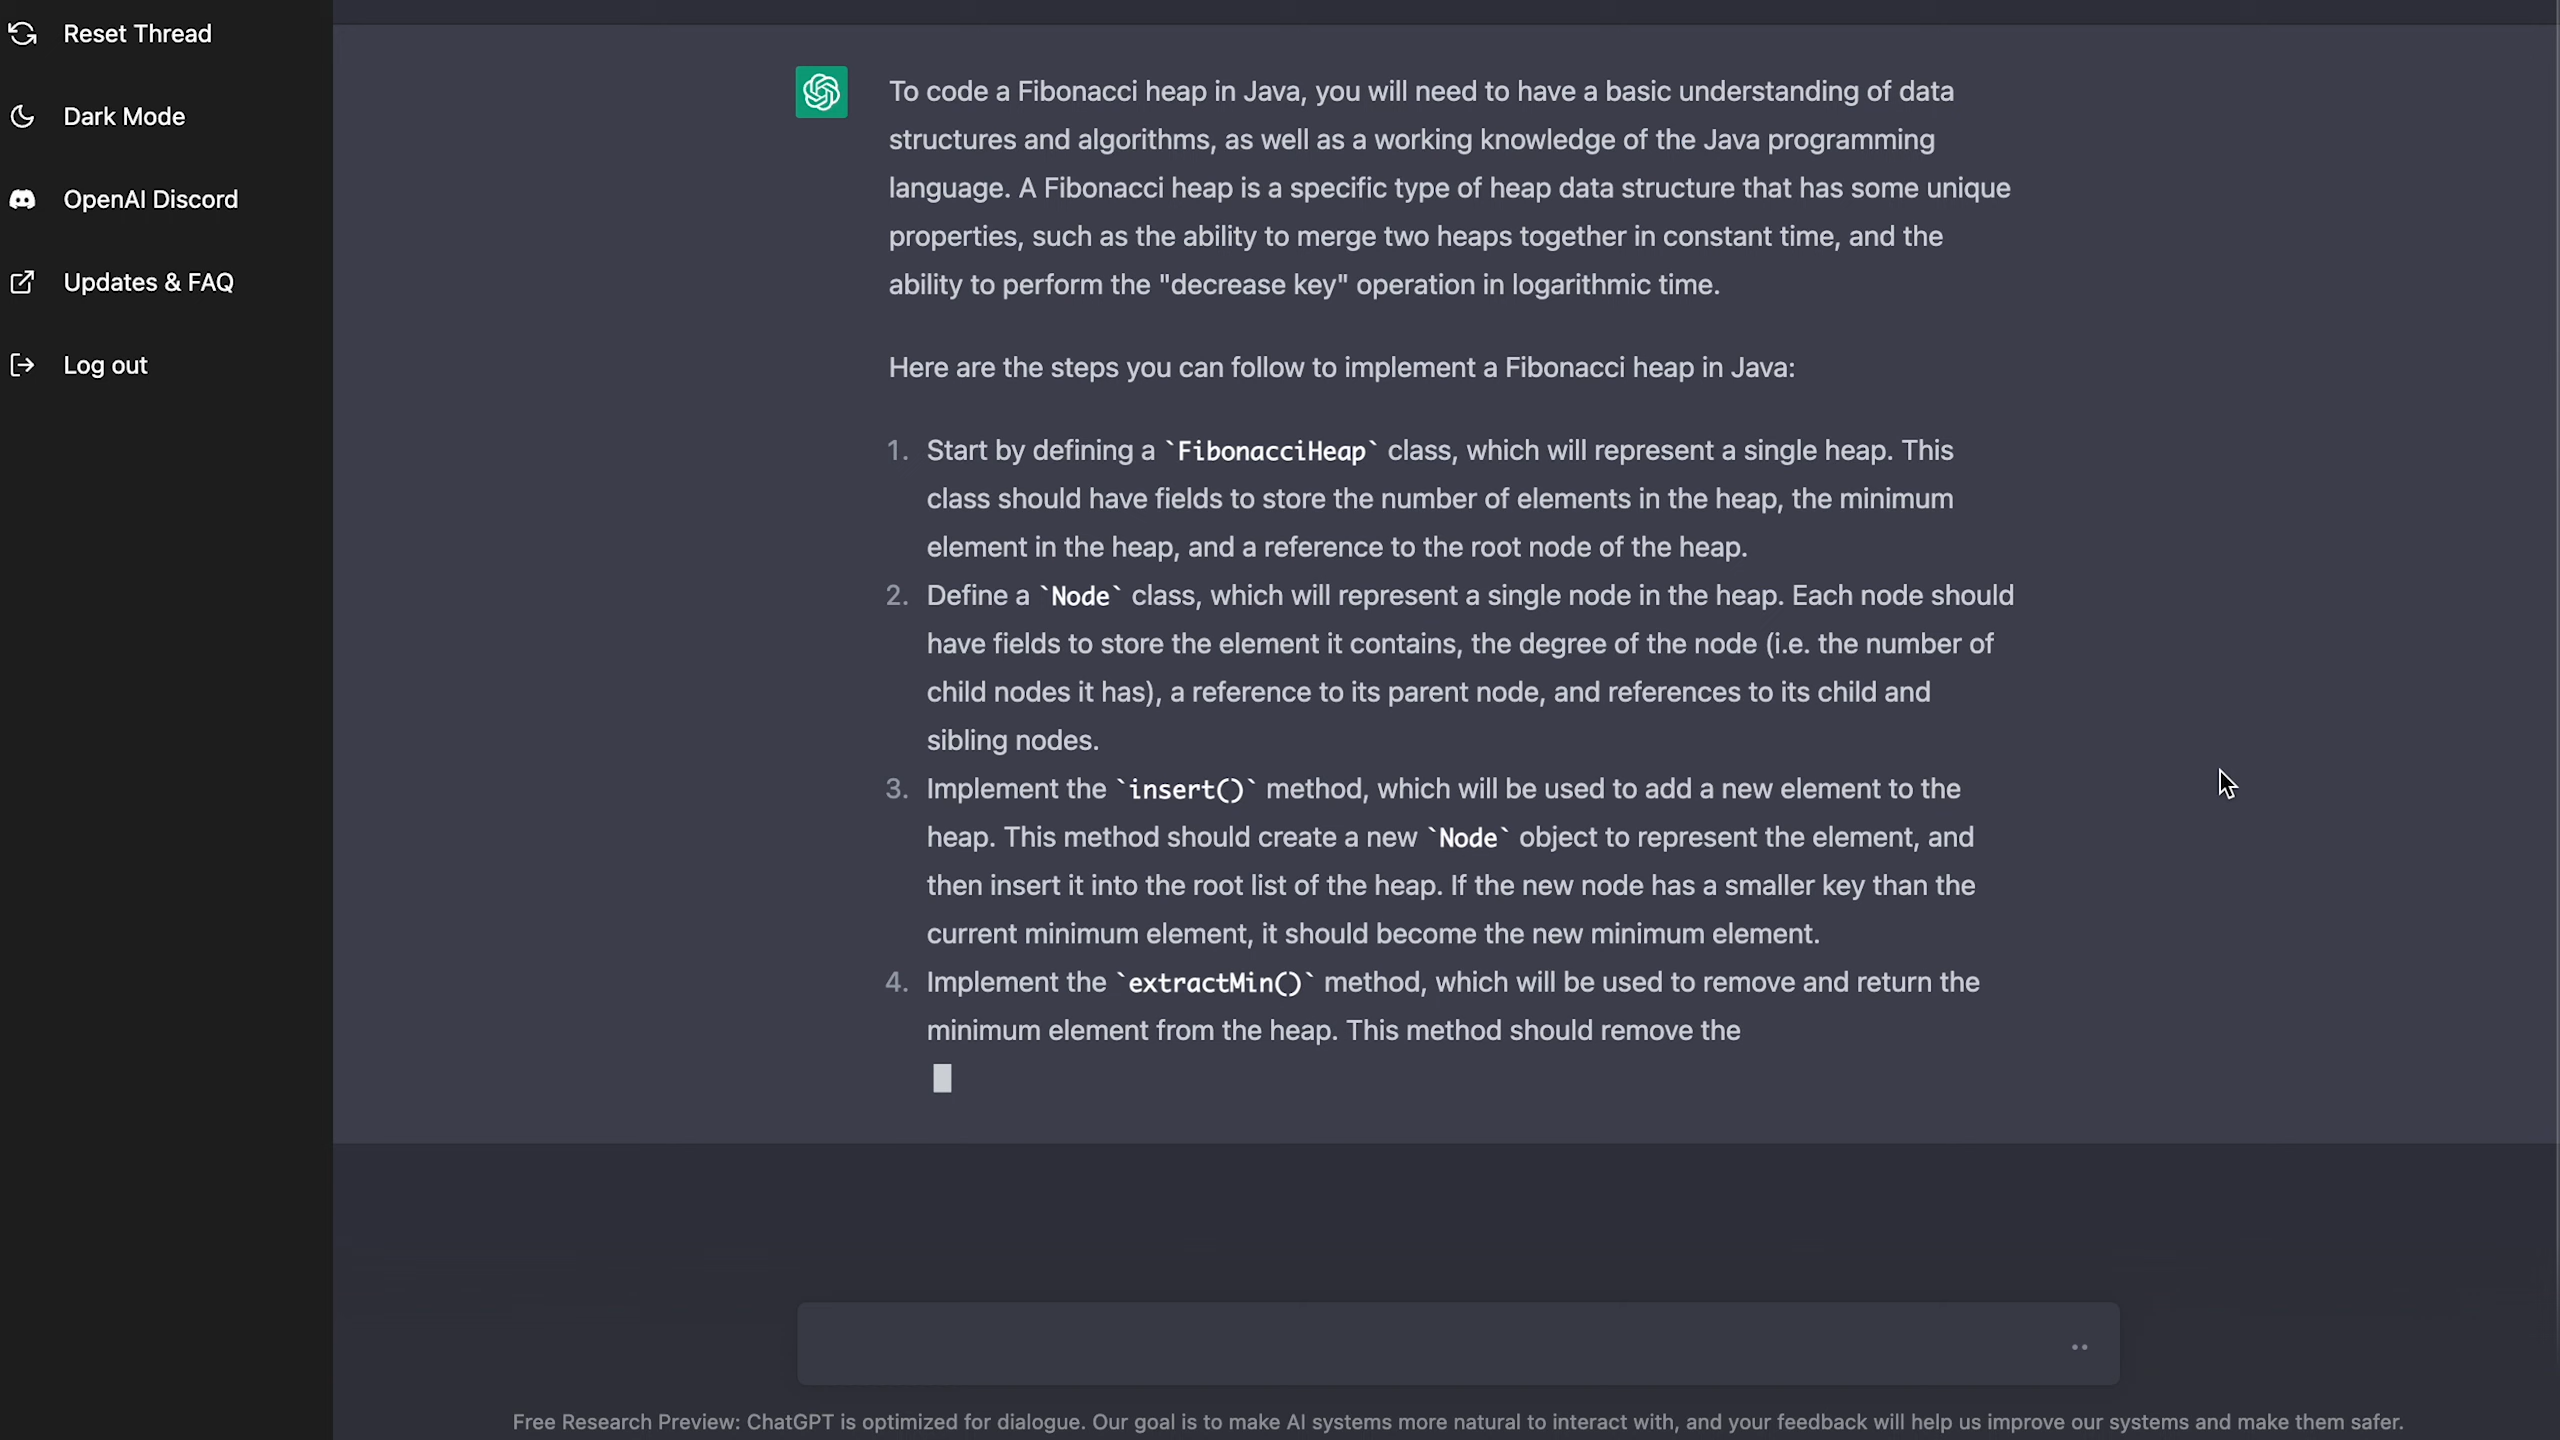 Reset Thread
Dark Mode
OpenAI Discord
Updates & FAQ
Log out
To code a Fibonacci heap in Java, you will need to have a basic understanding of data
structures and algorithms, as well as a working knowledge of the Java programming
language. A Fibonacci heap is a specific type of heap data structure that has some unique
properties, such as the ability to merge two heaps together in constant time, and the
ability to perform the "decrease key" operation in logarithmic time.
Here are the steps you can follow to implement a Fibonacci heap in Java:
1. Start by defining a `FibonacciHeap` class, which will represent a single heap. This
class should have fields to store the number of elements in the heap, the minimum
element in the heap, and a reference to the root node of the heap.
2. Define a `Node` class, which will represent a single node in the heap. Each node should
have fields to store the element it contains, the degree of the node (i.e. the number of
child nodes it has), a reference to its parent node, and references to its child and
sibling nodes.
3. Implement the `insert()` method, which will be used to add a new element to the
heap. This method should create a new `Node` object to represent the element, and
then insert it into the root list of the heap. If the new node has a smaller key than the
current minimum element, it should become the new minimum element.
4. Implement the `extractMin()` method, which will be used to remove and return the
minimum element from the heap. This method should remove the
Free Research Preview: ChatGPT is optimized for dialogue. Our goal is to make AI systems more natural to interact with, and your feedback will help us improve our systems and make them safer.